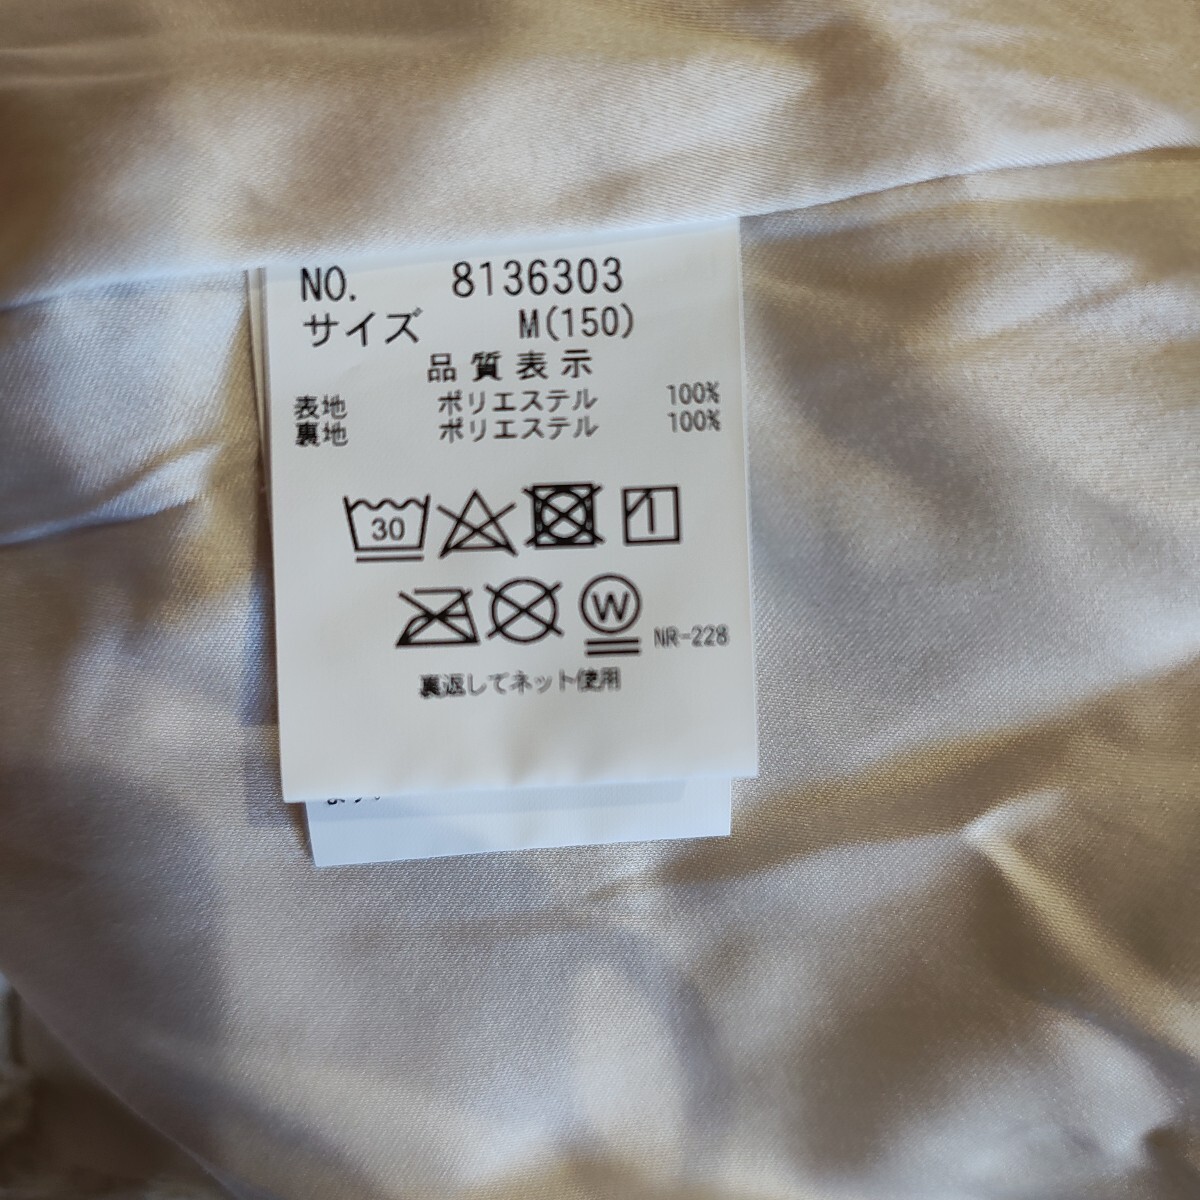 NO. 8136303
サイズ M(150)
品質表示
表地 ポリエステル 100%
裏地 ポリエステル 100%
30
W NR-228
裏返してネット使用
ます。